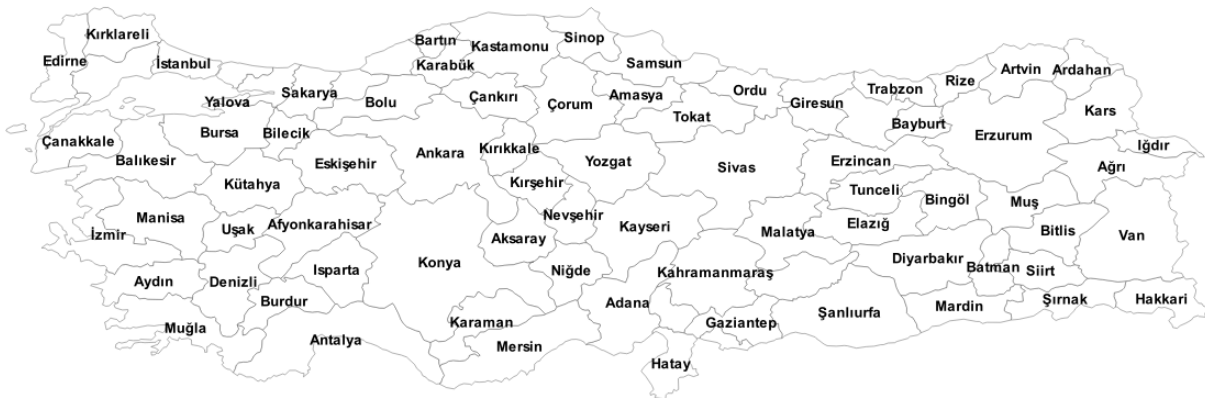 Kırklareli
Edirne
İstanbul
Bartın
Kastamonu
Sinop
Karabük
Samsun
Artvin
Ardahan
Rize
Trabzon
Ordu
Giresun
Sakarya
Yalova
Bolu
Çankırı
Çorum
Amasya
Tokat
Bayburt
Erzurum
Kars
Çanakkale
Bursa
Bilecik
Balıkesir
Eskişehir
Ankara
Kırıkkale
Yozgat
Sivas
Erzincan
Iğdır
Ağrı
Kütahya
Kırşehir
Tunceli
Bingöl
Muş
Manisa
Uşak
Afyonkarahisar
Nevşehir
Kayseri
Malatya
Elazığ
Bitlis
Van
İzmir
Aksaray
Konya
Isparta
Niğde
Kahramanmaraş
Diyarbakır
Batman
Siirt
Aydın
Denizli
Burdur
Adana
Şanlıurfa
Mardin
Şırnak
Hakkari
Muğla
Antalya
Karaman
Mersin
Gaziantep
Hatay